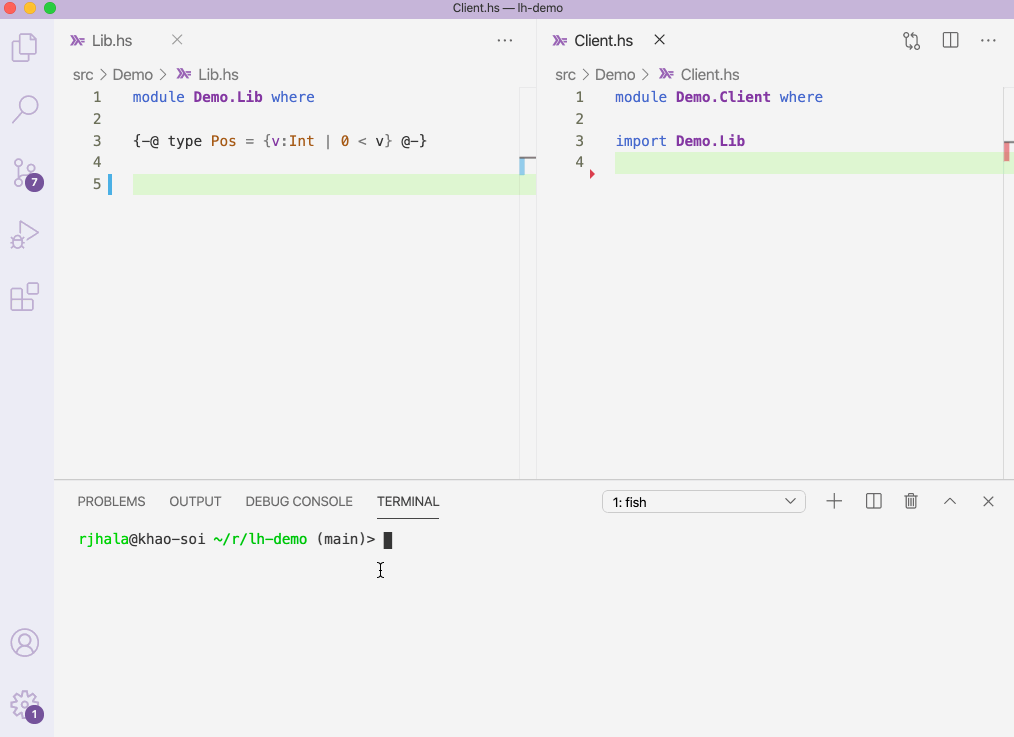 Client.hs — lh-demo
Lib.hs
Client.hs
src > Demo > Lib.hs
src > Demo > Client.hs
1 module Demo.Lib where
2
3 {-@ type Pos = {v:Int | 0 < v} @-}
4
5
1 module Demo.Client where
2
3 import Demo.Lib
4
7
1
PROBLEMS OUTPUT DEBUG CONSOLE TERMINAL
1: fish
rjhala@khao-soi ~/r/lh-demo (main)>